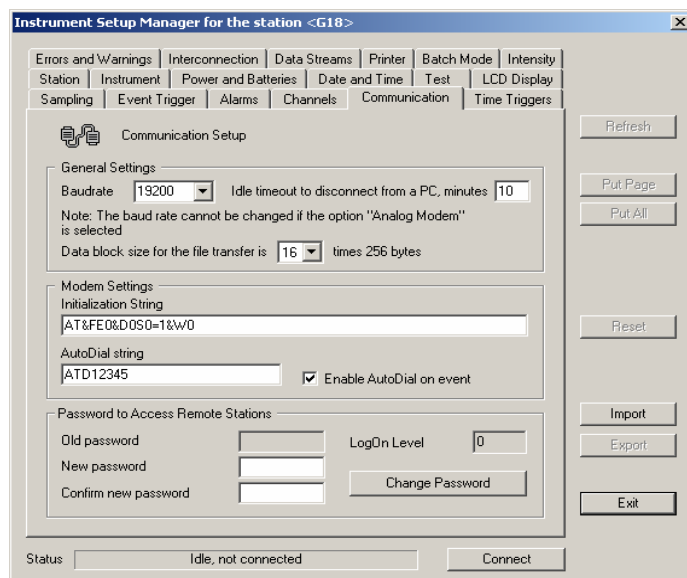 Instrument Setup Manager for the station <G18>
Errors and Warnings Interconnection Data Streams Printer Batch Mode Intensity
Station Instrument Power and Batteries Date and Time Test LCD Display
Sampling Event Trigger Alarms Channels Communication Time Triggers
Communication Setup
General Settings
Baudrate 19200 Idle timeout to disconnect from a PC, minutes 10
Note: The baud rate cannot be changed if the option "Analog Modem"
is selected
Data block size for the file transfer is 16 times 256 bytes
Modem Settings
Initialization String
AT&FE0&D0S0=1&W0
AutoDial string
ATD12345
Enable AutoDial on event
Password to Access Remote Stations
Old password LogOn Level 0
New password
Confirm new password Change Password
Refresh
Put Page
Put All
Reset
Import
Export
Exit
Status Idle, not connected Connect